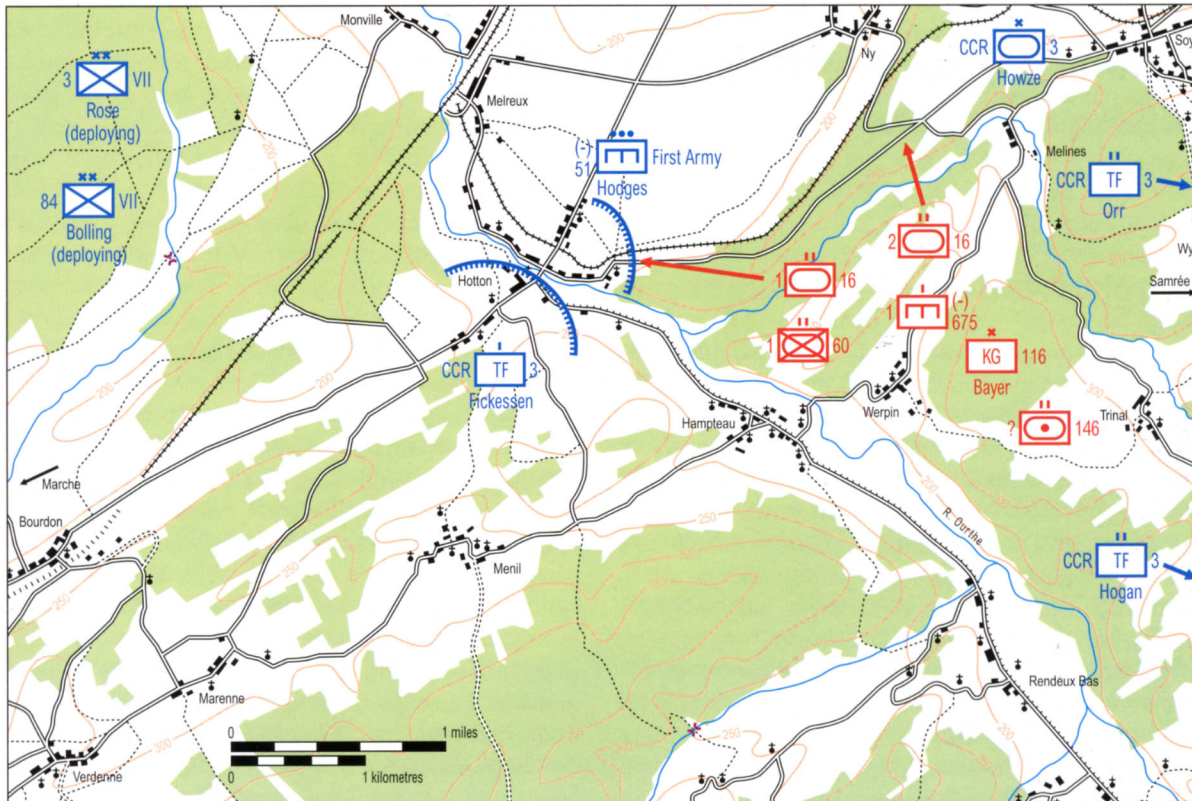 Monville
Ny
CCR 3
Howze
Soy
3 VII
Rose
(deploying)
Melreux
200
(-)
51 First Army
Hodges
Melines
84 Bolling VII
(deploying)
CCR TF 3
Orr
2 16
Wy
Samrée
Hotton
1 16
1 (-)
675
1 60
KG 116
Bayer
CCR TF 3
Fickessen
Hampteau
Werpin
? 146
Trinal
300
Marche
Bourdon
250
R. Ourthe
Menil
CCR TF 3
Hogan
Marenne
Rendeux Bas
0 1 miles
0 1 kilometres
Verdenne